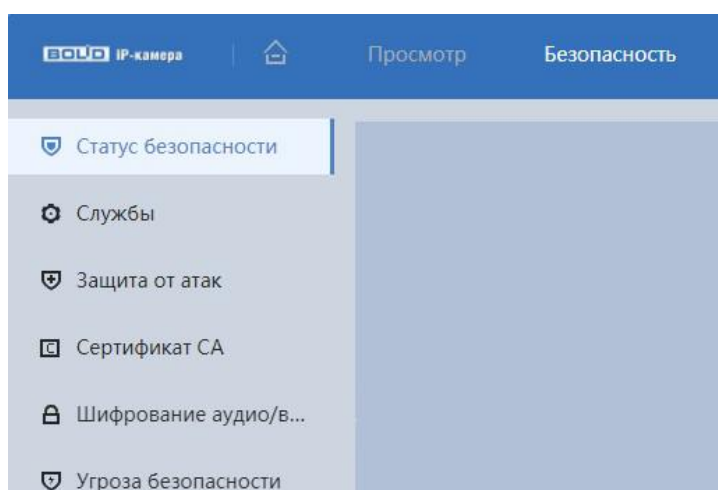 BOLID IP-камера
Просмотр
Безопасность
Статус безопасности
Службы
Защита от атак
Сертификат CA
Шифрование аудио/в...
Угроза безопасности